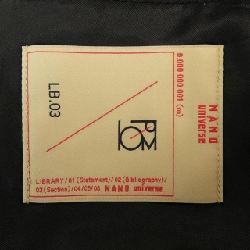 LB.03
0.000 000 001 (m)
NANO
universe
LIBRARY / 01 (Statement) / 02 (Bibliography) /
03 (Section) / 04 / 05 / 06 NANO universe